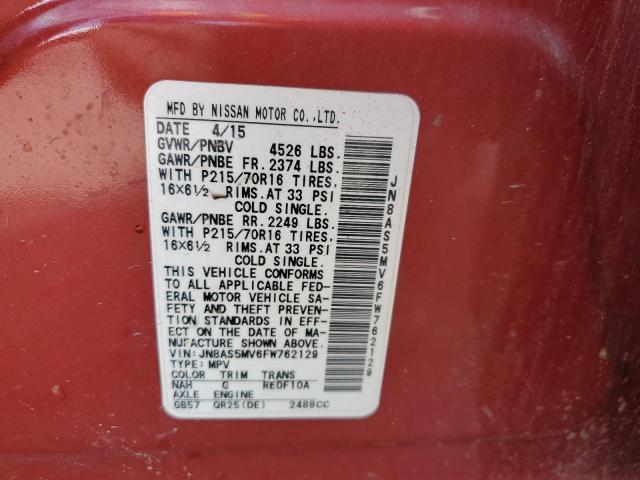 MFD BY NISSAN MOTOR CO.,LTD.
DATE 4/15
GVWR/PNBV 4526 LBS.
GAWR/PNBE FR. 2374 LBS.
WITH P215/70R16 TIRES,
16X6½ RIMS.AT 33 PSI
COLD SINGLE.
GAWR/PNBE RR. 2249 LBS.
WITH P215/70R16 TIRES,
16X6½ RIMS.AT 33 PSI
COLD SINGLE.
THIS VEHICLE CONFORMS
TO ALL APPLICABLE FED-
ERAL MOTOR VEHICLE SA-
FETY AND THEFT PREVEN-
TION STANDARDS IN EFF-
ECT ON THE DATE OF MA-
NUFACTURE SHOWN ABOVE.
VIN: JN8AS5MV6FW762129
TYPE: MPV
COLOR TRIM TRANS
NAH G RE0F10A
AXLE ENGINE
GB57 QR25(DE) 2488CC
JN8AS5MV6FW762129